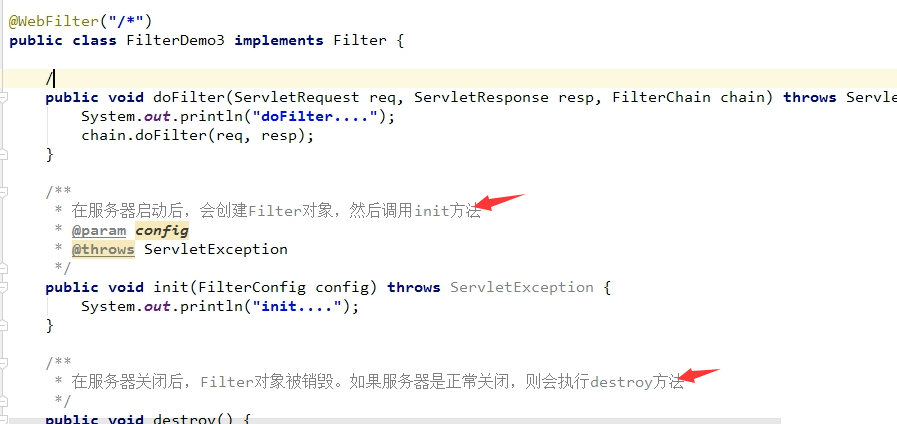 @WebFilter("/*")
public class FilterDemo3 implements Filter {
/
public void doFilter(ServletRequest req, ServletResponse resp, FilterChain chain) throws Servle
System.out.println("doFilter....");
chain.doFilter(req, resp);
}
/**
* 在服务器启动后，会创建Filter对象，然后调用init方法
* @param config
* @throws ServletException
*/
public void init(FilterConfig config) throws ServletException {
System.out.println("init....");
}
/**
* 在服务器关闭后，Filter对象被销毁。如果服务器是正常关闭，则会执行destroy方法
*/
public void destroy() {